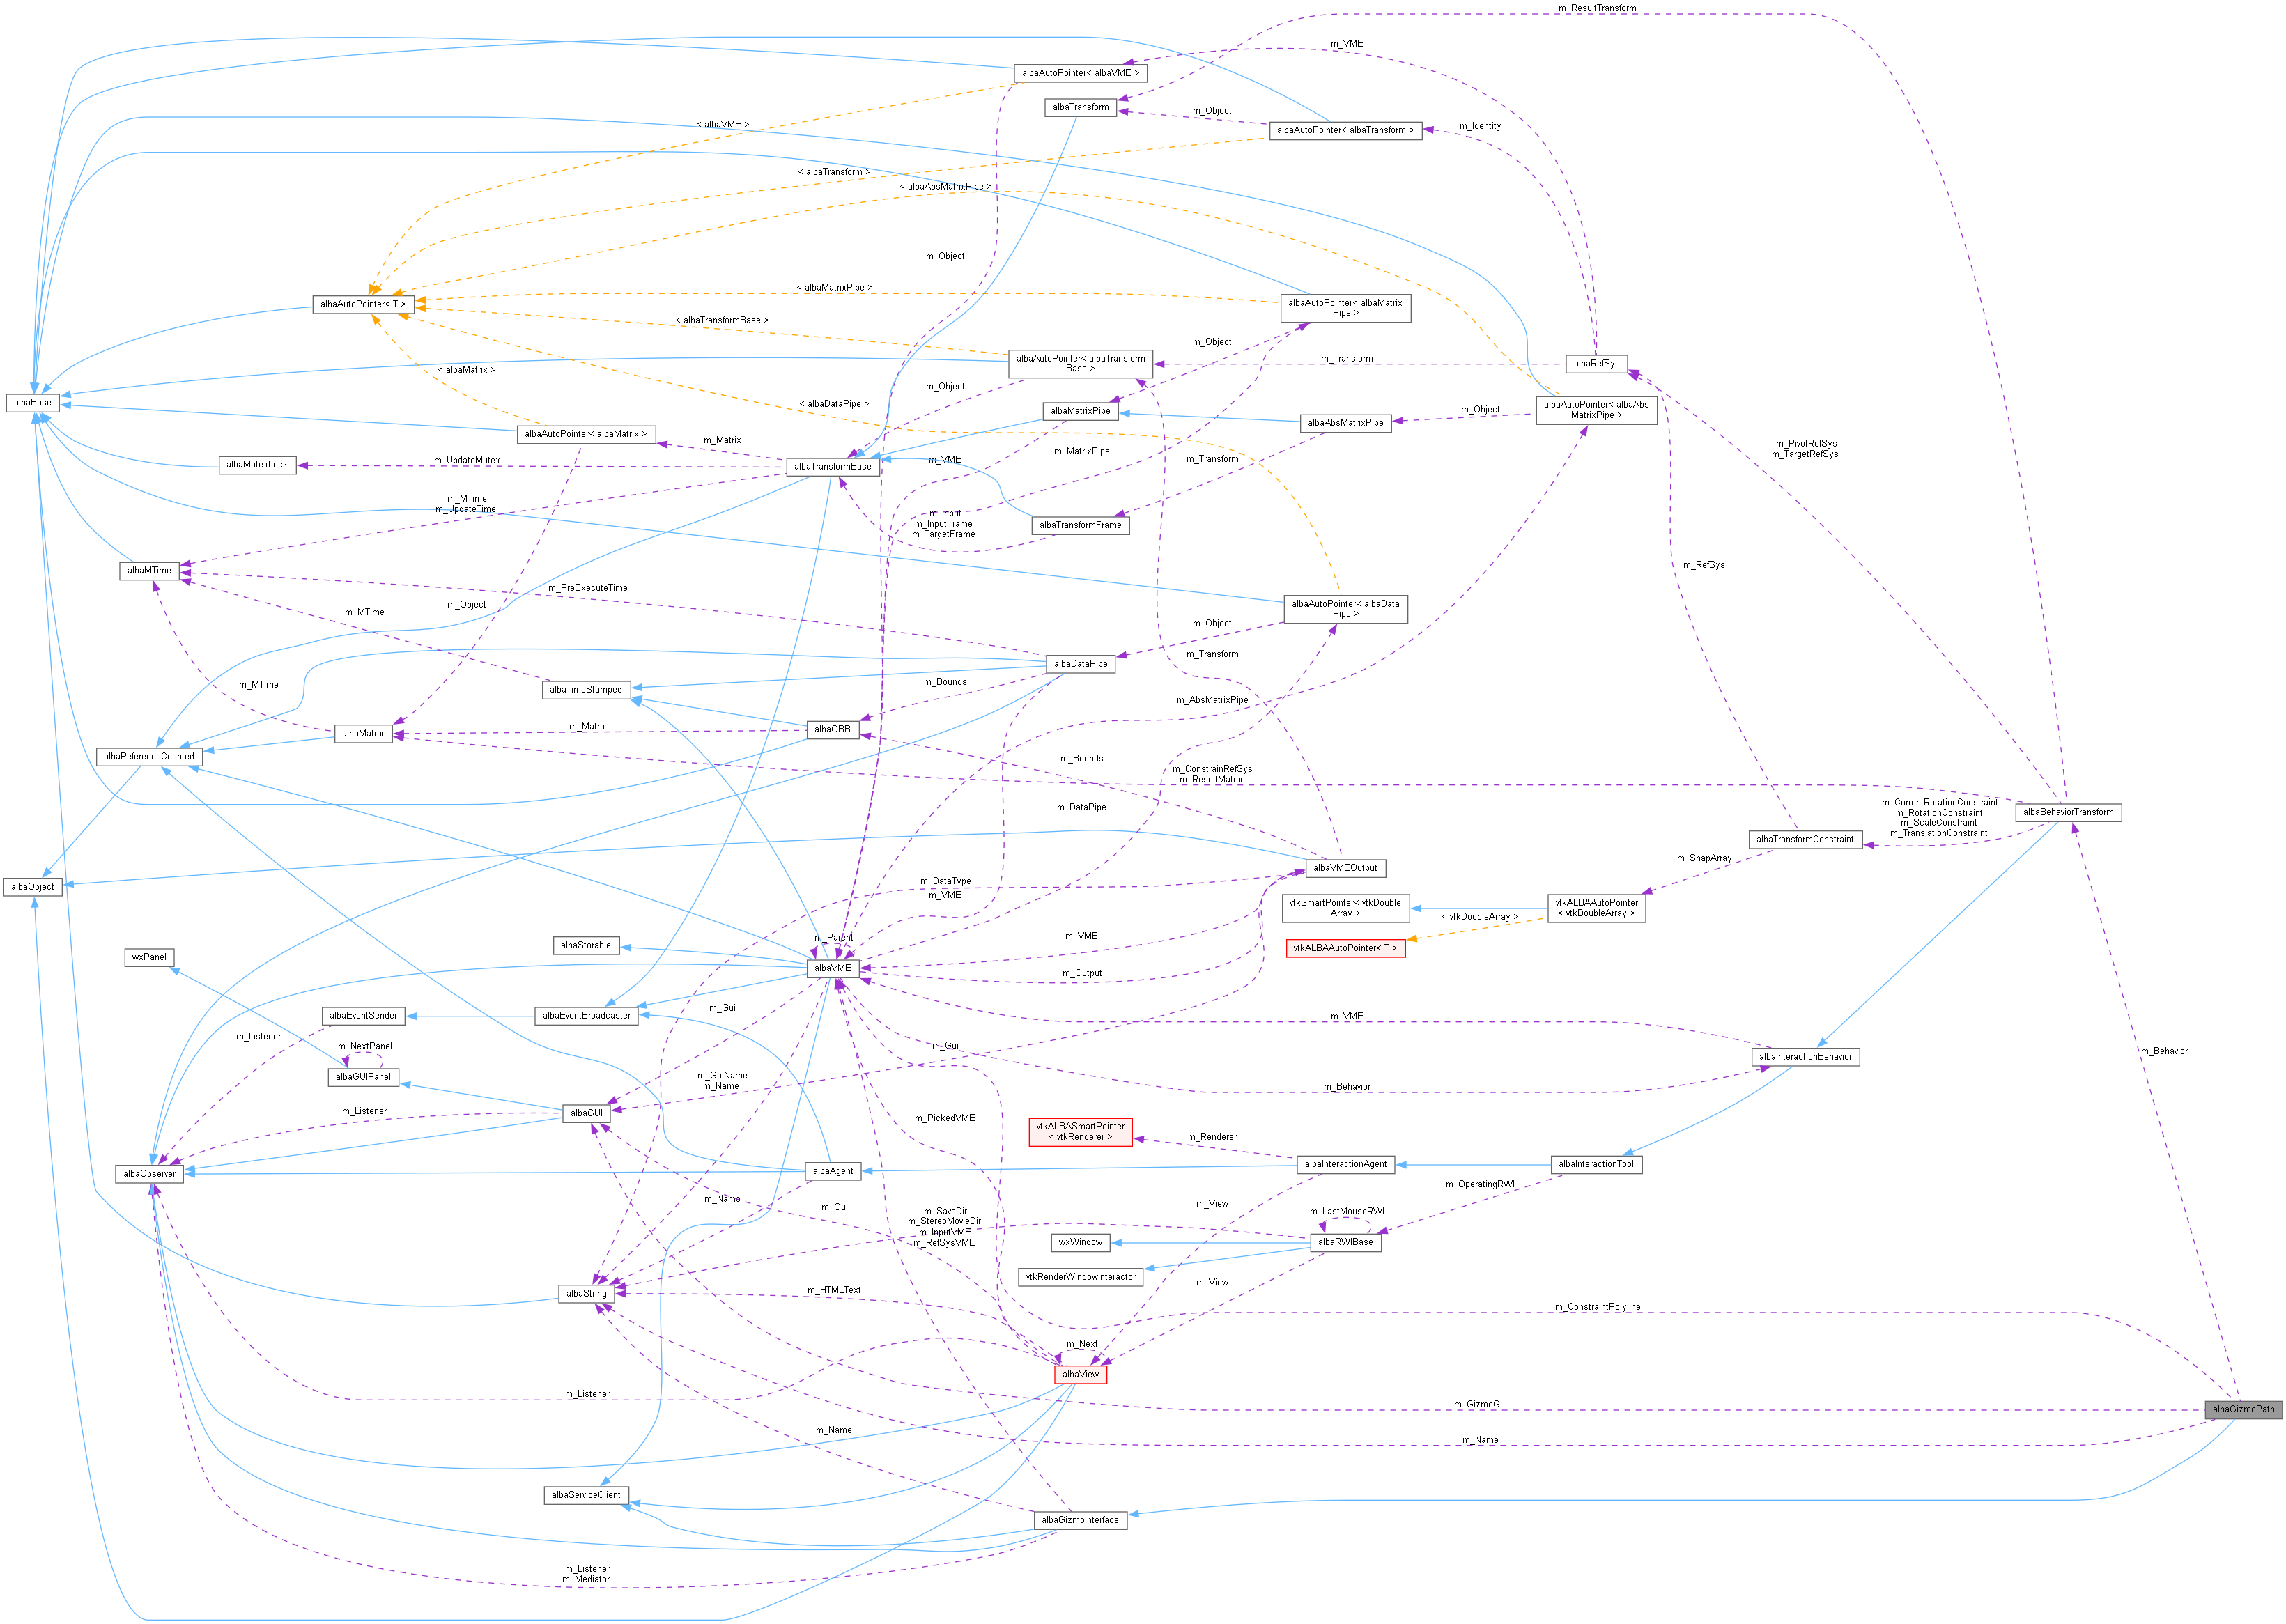 m_ResultTransform
m_VME
albaAutoPointer< albaVME >
albaTransform
m_Object
albaAutoPointer< albaTransform >
m_Identity
< albaVME >
< albaTransform >
< albaAbsMatrixPipe >
m_Object
albaAutoPointer< T >
< albaMatrixPipe >
albaAutoPointer< albaMatrix
Pipe >
< albaTransformBase >
m_Object
albaAutoPointer< albaTransform
Base >
m_Transform
albaRefSys
< albaMatrix >
m_Object
albaBase
< albaDataPipe >
albaMatrixPipe
m_Object
albaAutoPointer< albaAbs
MatrixPipe >
albaAbsMatrixPipe
albaAutoPointer< albaMatrix >
m_Matrix
m_PivotRefSys
m_TargetRefSys
m_MatrixPipe
albaMutexLock
m_UpdateMutex
albaTransformBase
m_VME
m_Transform
m_MTime
m_UpdateTime
m_Input
m_InputFrame
m_TargetFrame
albaTransformFrame
albaMTime
m_RefSys
m_PreExecuteTime
m_Object
m_MTime
albaAutoPointer< albaData
Pipe >
m_Object
m_Transform
albaDataPipe
m_MTime
albaTimeStamped
m_Bounds
m_AbsMatrixPipe
albaMatrix
m_Matrix
albaOBB
albaReferenceCounted
m_Bounds
m_ConstrainRefSys
m_ResultMatrix
m_DataPipe
m_CurrentRotationConstraint
m_RotationConstraint
m_ScaleConstraint
m_TranslationConstraint
albaBehaviorTransform
albaTransformConstraint
m_SnapArray
albaObject
m_DataType
m_VME
albaVMEOutput
vtkSmartPointer< vtkDouble
Array >
vtkALBAAutoPointer
< vtkDoubleArray >
< vtkDoubleArray >
vtkALBAAutoPointer< T >
wxPanel
albaStorable
m_Parent
albaVME
m_VME
m_Output
albaEventSender
albaEventBroadcaster
m_Gui
m_VME
m_Listener
m_NextPanel
albaGUIPanel
m_Gui
albaInteractionBehavior
m_Behavior
m_GuiName
m_Name
m_Behavior
m_Listener
albaGUI
m_PickedVME
vtkALBASmartPointer
< vtkRenderer >
m_Renderer
albaObserver
albaAgent
albaInteractionAgent
albaInteractionTool
m_OperatingRWI
m_Name
m_Gui
m_View
m_SaveDir
m_StereoMovieDir
m_InputVME
m_RefSysVME
m_LastMouseRWI
wxWindow
albaRWIBase
vtkRenderWindowInteractor
albaString
m_HTMLText
m_View
m_ConstraintPolyline
m_Next
albaView
m_Listener
m_GizmoGui
albaGizmoPath
m_Name
m_Name
albaServiceClient
albaGizmoInterface
m_Listener
m_Mediator